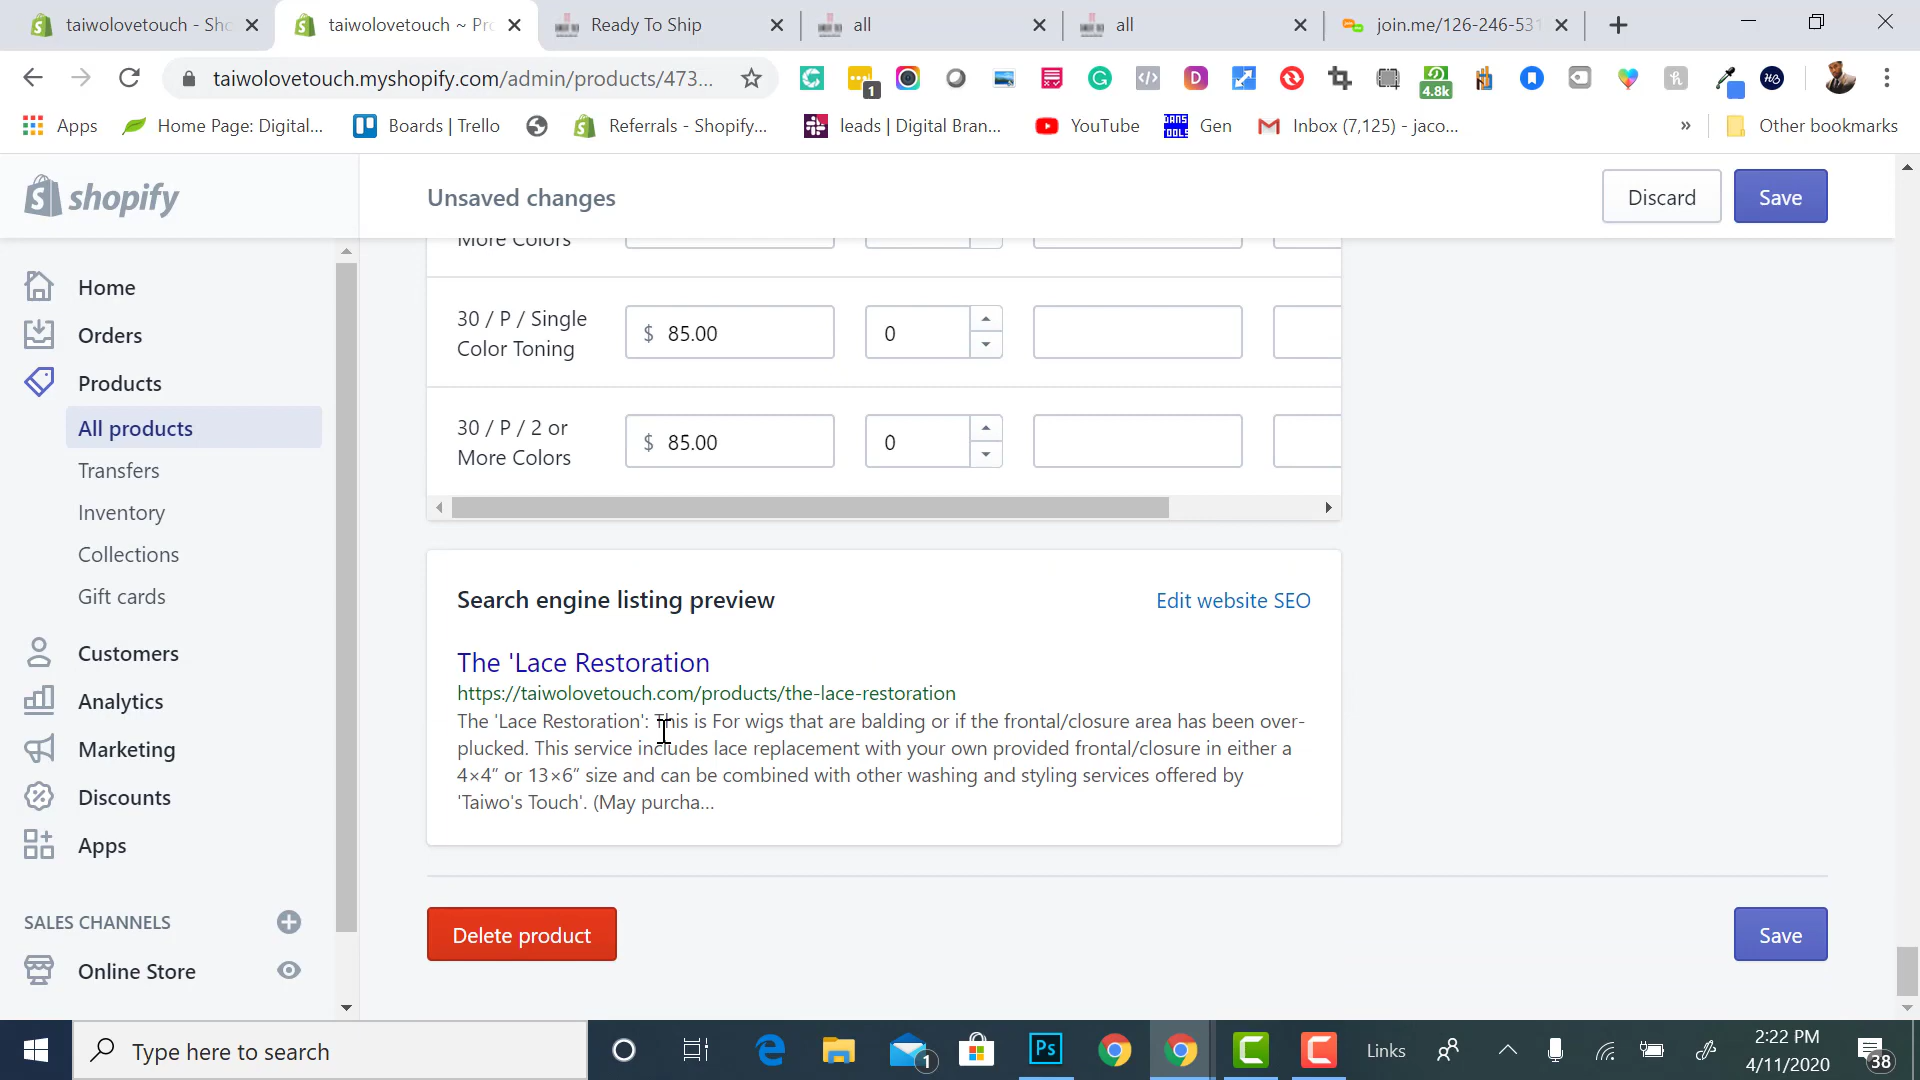 taiwolovetouch - Sho
taiwolovetouch ~ Pro
Ready To Ship
all
all
join.me/126-246-531
taiwolovetouch.myshopify.com/admin/products/473...
1
4.8k
Apps
Home Page: Digital...
Boards | Trello
Referrals - Shopify...
leads | Digital Bran...
YouTube
Gen
Inbox (7,125) - jaco...
»
Other bookmarks
shopify
Unsaved changes
Discard
Save
Home
Orders
Products
All products
Transfers
Inventory
Collections
Gift cards
Customers
Analytics
Marketing
Discounts
Apps
SALES CHANNELS
Online Store
More Colors
30 / P / Single
Color Toning
$ 85.00
0
30 / P / 2 or
More Colors
$ 85.00
0
Search engine listing preview
Edit website SEO
The 'Lace Restoration
https://taiwolovetouch.com/products/the-lace-restoration
The 'Lace Restoration': This is For wigs that are balding or if the frontal/closure area has been over-
plucked. This service includes lace replacement with your own provided frontal/closure in either a
4×4” or 13×6” size and can be combined with other washing and styling services offered by
'Taiwo's Touch'. (May purcha...
Delete product
Save
Type here to search
1
Ps
Links
2:22 PM
4/11/2020
38